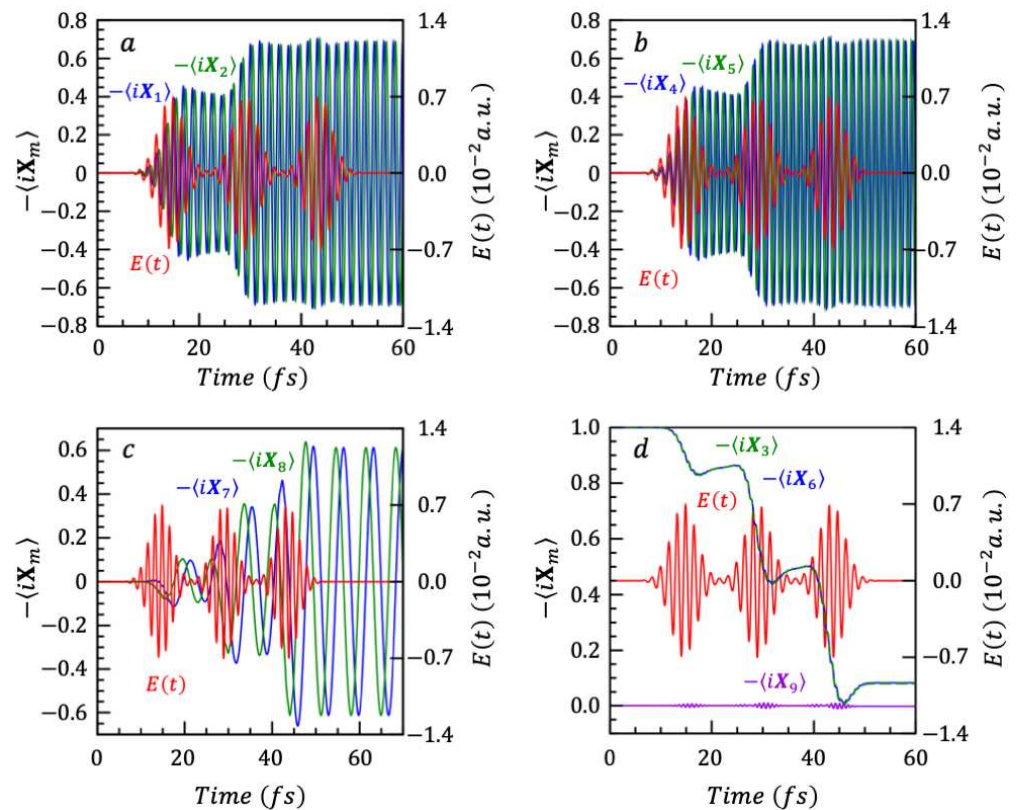 a
−⟨iX₂⟩
−⟨iX₁⟩
E(t)
−⟨iXₘ⟩
0.8
0.6
0.4
0.2
0
−0.2
−0.4
−0.6
−0.8
1.4
0.7
0.0
−0.7
−1.4
E(t) (10⁻²a.u.)
0 20 40 60
Time (fs)
b
−⟨iX₅⟩
−⟨iX₄⟩
E(t)
−⟨iXₘ⟩
0.8
0.6
0.4
0.2
0
−0.2
−0.4
−0.6
−0.8
1.4
0.7
0.0
−0.7
−1.4
E(t) (10⁻²a.u.)
0 20 40 60
Time (fs)
c
−⟨iX₈⟩
−⟨iX₇⟩
E(t)
−⟨iXₘ⟩
0.6
0.4
0.2
0
−0.2
−0.4
−0.6
1.4
0.7
0.0
−0.7
−1.4
E(t) (10⁻²a.u.)
0 20 40 60
Time (fs)
d
−⟨iX₃⟩
−⟨iX₆⟩
E(t)
−⟨iX₉⟩
−⟨iXₘ⟩
1.0
0.8
0.6
0.4
0.2
0.0
1.4
0.7
0.0
−0.7
−1.4
E(t) (10⁻²a.u.)
0 20 40 60
Time (fs)